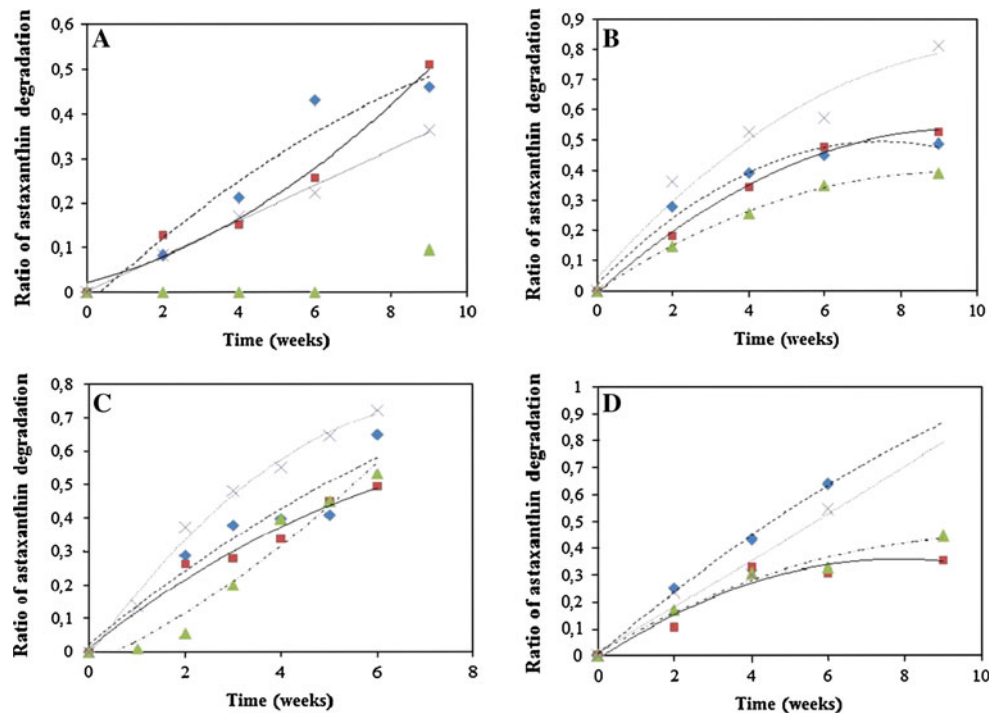 A
Ratio of astaxanthin degradation
0,6
0,5
0,4
0,3
0,2
0,1
0
0 2 4 6 8 10
Time (weeks)
B
Ratio of astaxanthin degradation
0,9
0,8
0,7
0,6
0,5
0,4
0,3
0,2
0,1
0
0 2 4 6 8 10
Time (weeks)
C
Ratio of astaxanthin degradation
0,8
0,7
0,6
0,5
0,4
0,3
0,2
0,1
0
0 2 4 6 8
Time (weeks)
D
Ratio of astaxanthin degradation
1
0,9
0,8
0,7
0,6
0,5
0,4
0,3
0,2
0,1
0
0 2 4 6 8 10
Time (weeks)